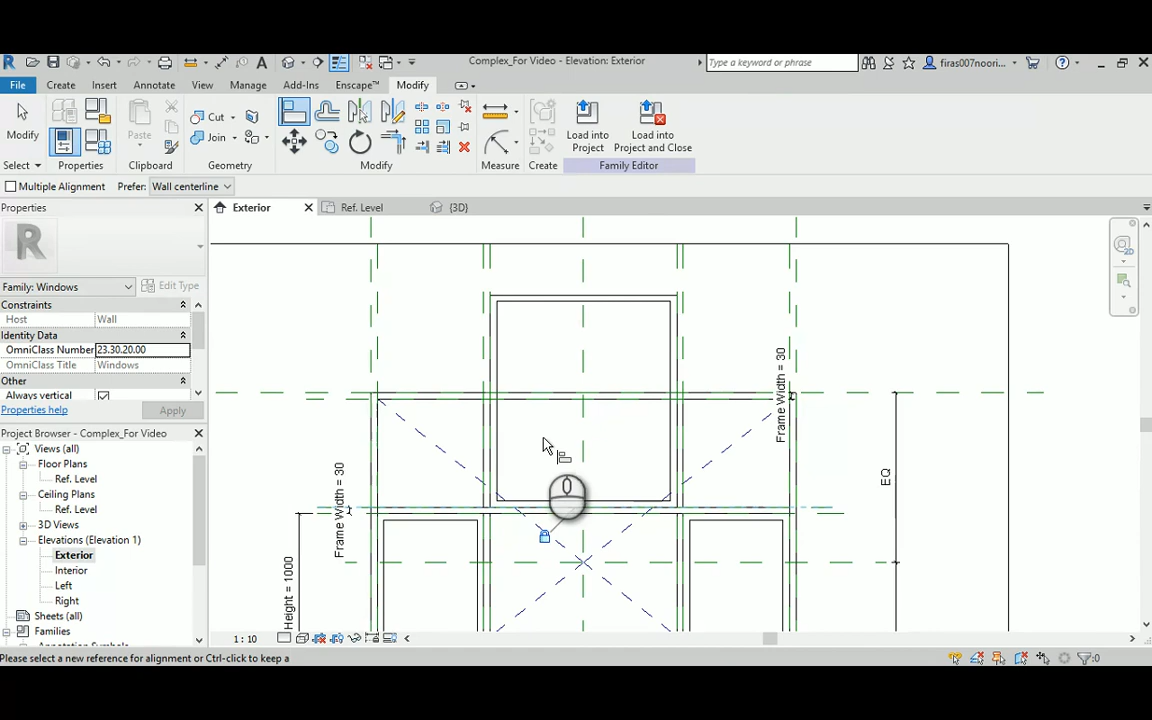 Complex_For Video - Elevation: Exterior
Type a keyword or phrase
firas007noori...
File Create Insert Annotate View Manage Add-Ins Enscape™ Modify
Modify Paste Cut Join Load into Project Load into Project and Close
Select Properties Clipboard Geometry Modify Measure Create Family Editor
Multiple Alignment Prefer: Wall centerline
Properties
Exterior Ref. Level {3D}
Family: Windows Edit Type
Constraints
Host Wall
Identity Data
OmniClass Number 23.30.20.00
OmniClass Title Windows
Other
Always vertical
Properties help Apply
Project Browser - Complex_For Video
Views (all)
Floor Plans
Ref. Level
Ceiling Plans
Ref. Level
3D Views
Elevations (Elevation 1)
Exterior
Interior
Left
Right
Sheets (all)
Families
Frame Width = 30
Frame Width = 30
EQ
Height = 1000
1 : 10
Please select a new reference for alignment or Ctrl-click to keep a
:0